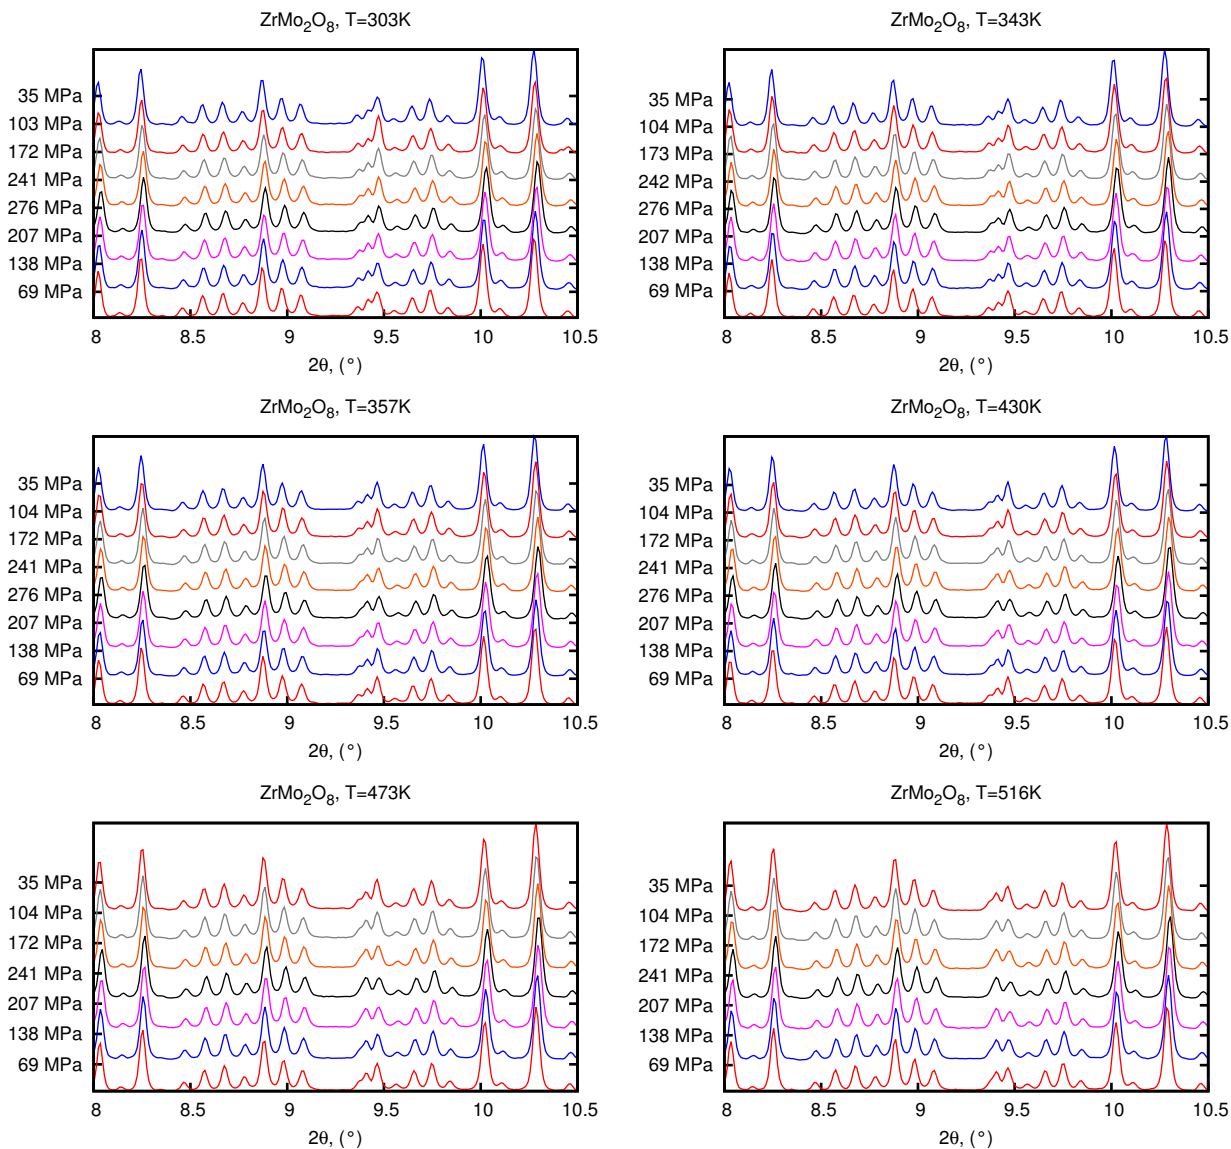 ZrMo₂O₈, T=303K
35 MPa
103 MPa
172 MPa
241 MPa
276 MPa
207 MPa
138 MPa
69 MPa
8 8.5 9 9.5 10 10.5
2θ, (°)
ZrMo₂O₈, T=343K
35 MPa
104 MPa
173 MPa
242 MPa
276 MPa
207 MPa
138 MPa
69 MPa
8 8.5 9 9.5 10 10.5
2θ, (°)
ZrMo₂O₈, T=357K
35 MPa
104 MPa
172 MPa
241 MPa
276 MPa
207 MPa
138 MPa
69 MPa
8 8.5 9 9.5 10 10.5
2θ, (°)
ZrMo₂O₈, T=430K
35 MPa
104 MPa
172 MPa
241 MPa
276 MPa
207 MPa
138 MPa
69 MPa
8 8.5 9 9.5 10 10.5
2θ, (°)
ZrMo₂O₈, T=473K
35 MPa
104 MPa
172 MPa
241 MPa
207 MPa
138 MPa
69 MPa
8 8.5 9 9.5 10 10.5
2θ, (°)
ZrMo₂O₈, T=516K
35 MPa
104 MPa
172 MPa
241 MPa
207 MPa
138 MPa
69 MPa
8 8.5 9 9.5 10 10.5
2θ, (°)